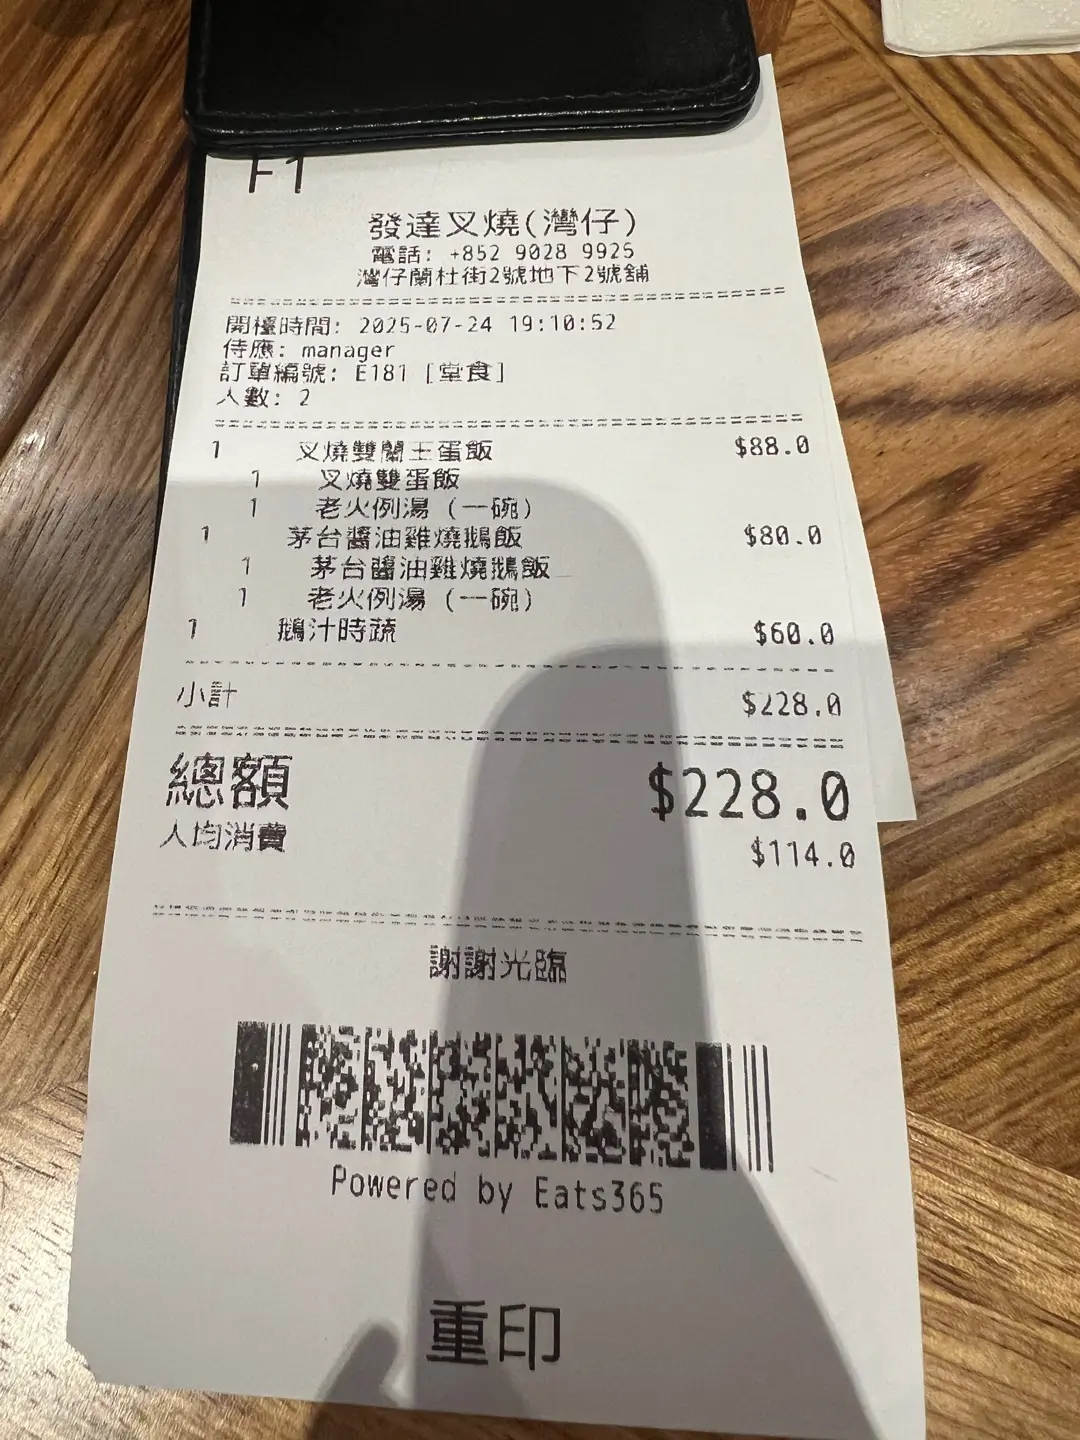 F1
發達叉燒(灣仔)
電話: +852 9028 9925
灣仔蘭杜街2號地下2號舖
開檯時間: 2025-07-24 19:10:52
侍應: manager
訂單編號: E181 [堂食]
人數: 2
1 叉燒雙蘭王蛋飯 $88.0
1 叉燒雙蛋飯
1 老火例湯 (一碗)
1 茅台醬油雞燒鵝飯 $80.0
1 茅台醬油雞燒鵝飯
1 老火例湯 (一碗)
1 鵝汁時蔬 $60.0
小計 $228.0
總額 $228.0
人均消費 $114.0
謝謝光臨
Powered by Eats365
重印